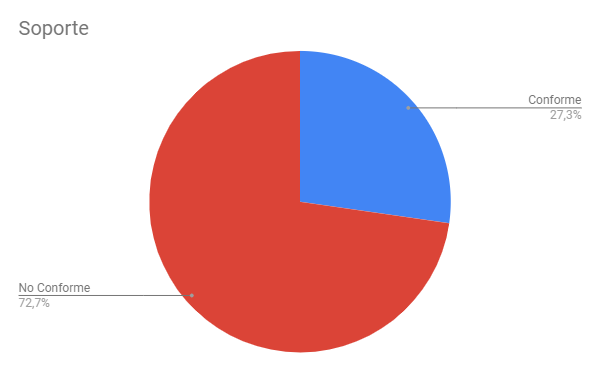 Soporte
Conforme
27,3%
No Conforme
72,7%